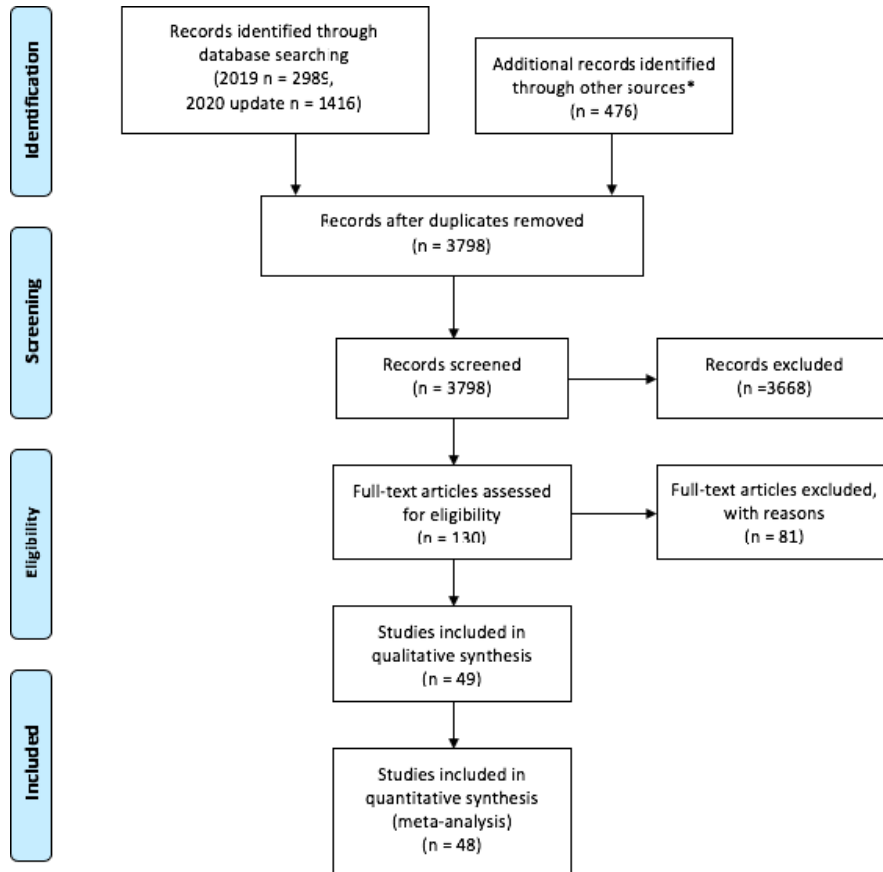 Identification
Records identified through
database searching
(2019 n = 2989,
2020 update n = 1416)
Additional records identified
through other sources*
(n = 476)
Records after duplicates removed
(n = 3798)
Screening
Records screened
(n = 3798)
Records excluded
(n =3668)
Eligibility
Full-text articles assessed
for eligibility
(n = 130)
Full-text articles excluded,
with reasons
(n = 81)
Studies included in
qualitative synthesis
(n = 49)
Included
Studies included in
quantitative synthesis
(meta-analysis)
(n = 48)